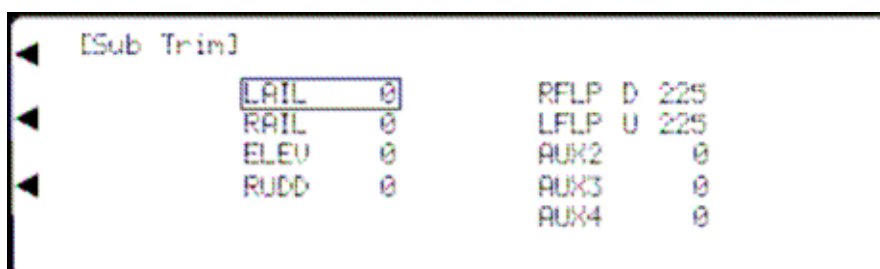 [Sub Trim]
LAIL 0 RFLP D 225
RAIL 0 LFLP U 225
ELEV 0 AUX2 0
RUDD 0 AUX3 0
AUX4 0